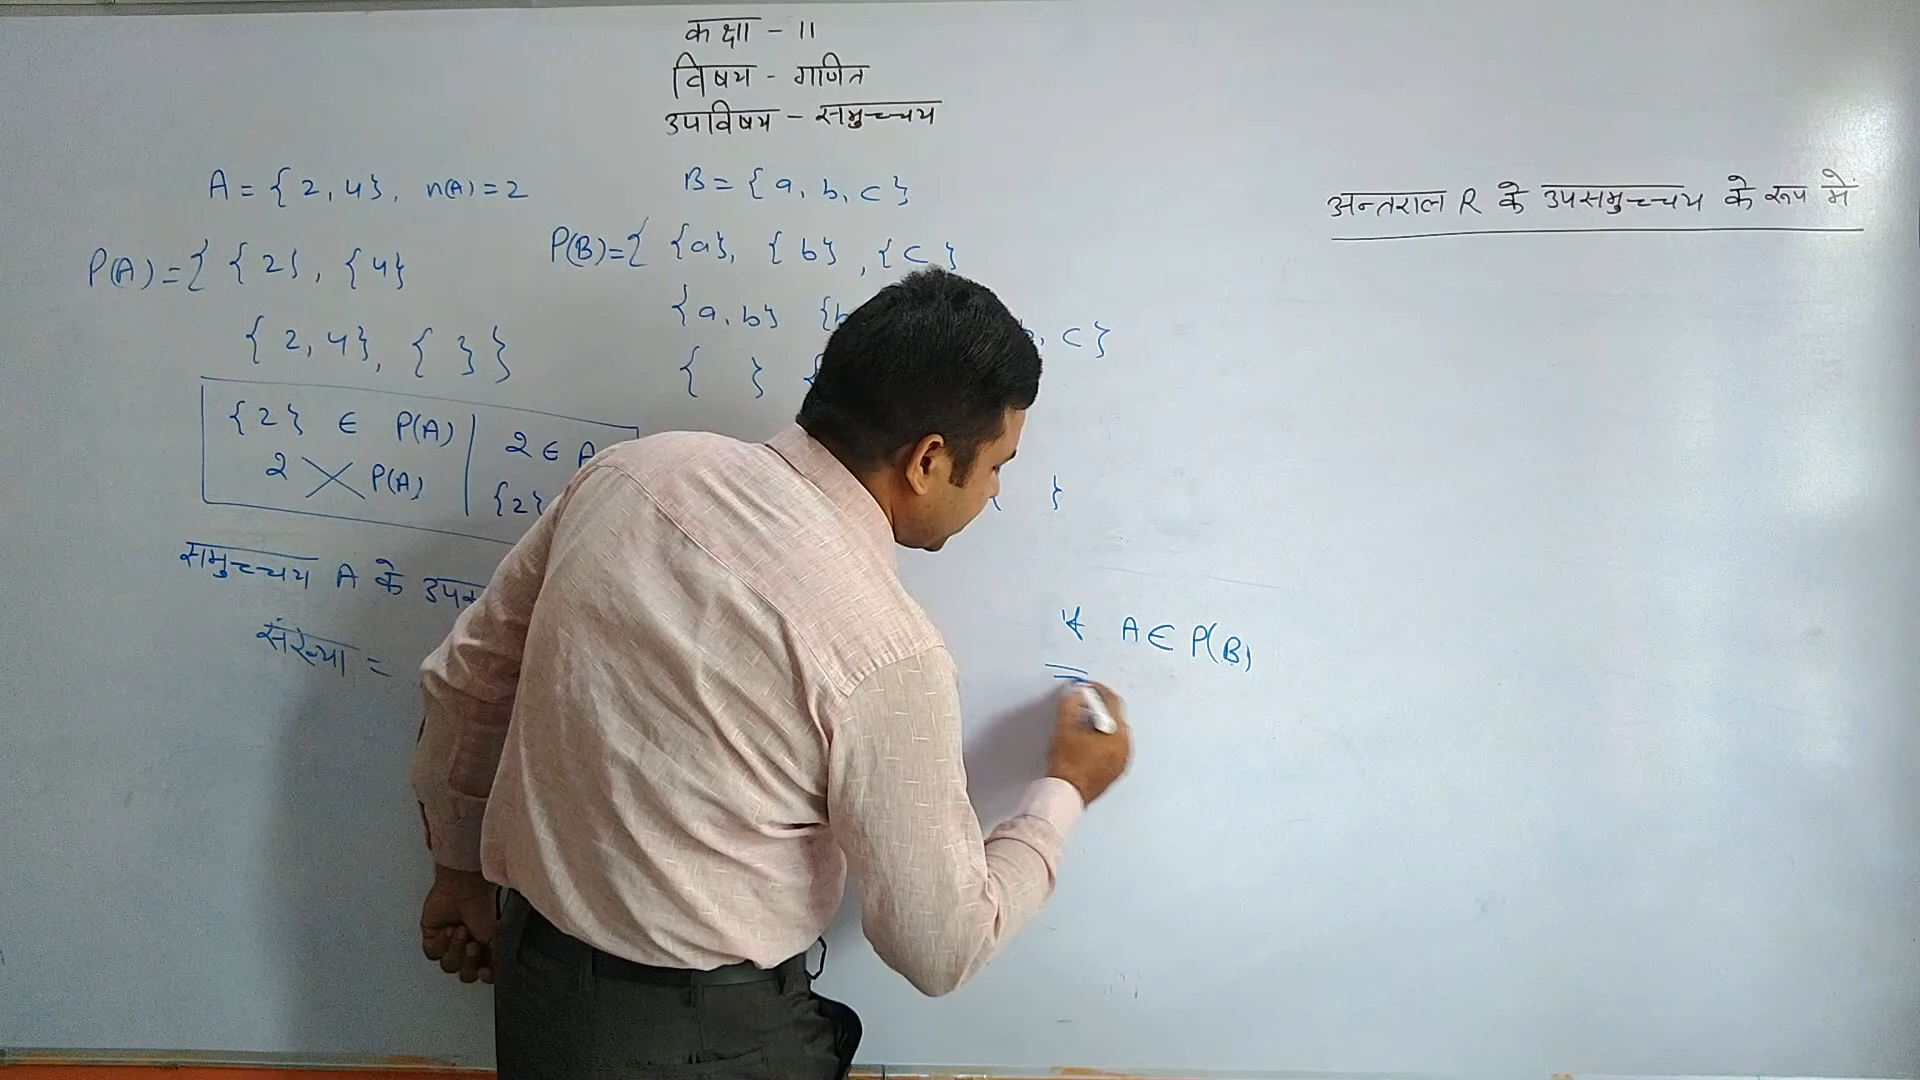 कक्षा - 11
विषय - गणित
उपविषय - समुच्चय
A = { 2, 4}, n(A) = 2
P(A) = { {2}, {4}
{ 2, 4}, { } }
{2} ∈ P(A) | 2 ∈ A
2 ╳ P(A) | {2}
समुच्चय A के
संख्या =
B = { a, b, c }
P(B) = { {a}, {b}, {c}
{a, b} {b , c}
{ } {
}
A ∈ P(B)
अन्तराल R के उपसमुच्चय के रूप में